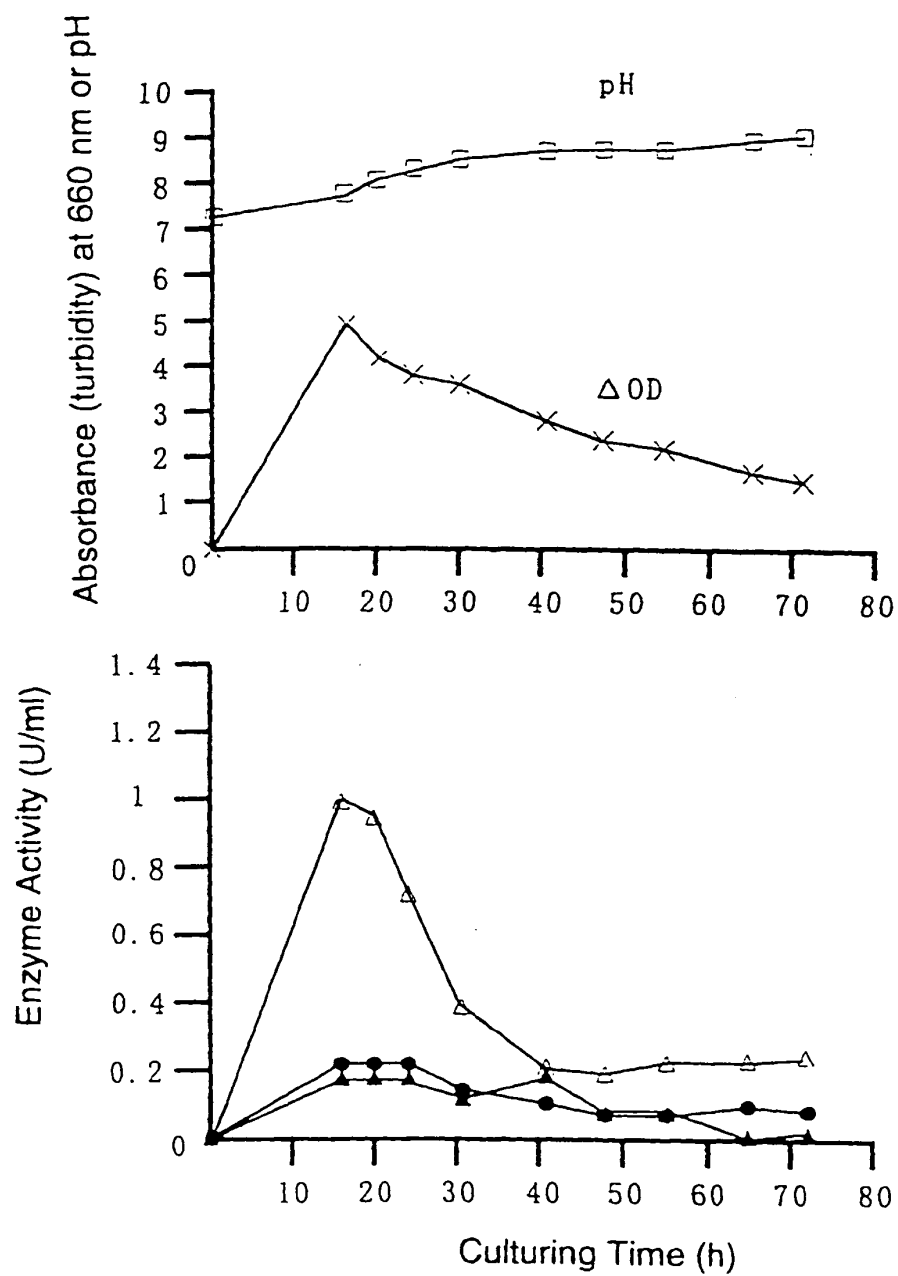 Absorbance (turbidity) at 660 nm or pH
10
9
8
7
6
5
4
3
2
1
0
pH
△ OD
10 20 30 40 50 60 70 80
Enzyme Activity (U/ml)
1.4
1.2
1
0.8
0.6
0.4
0.2
0
10 20 30 40 50 60 70 80
Culturing Time (h)